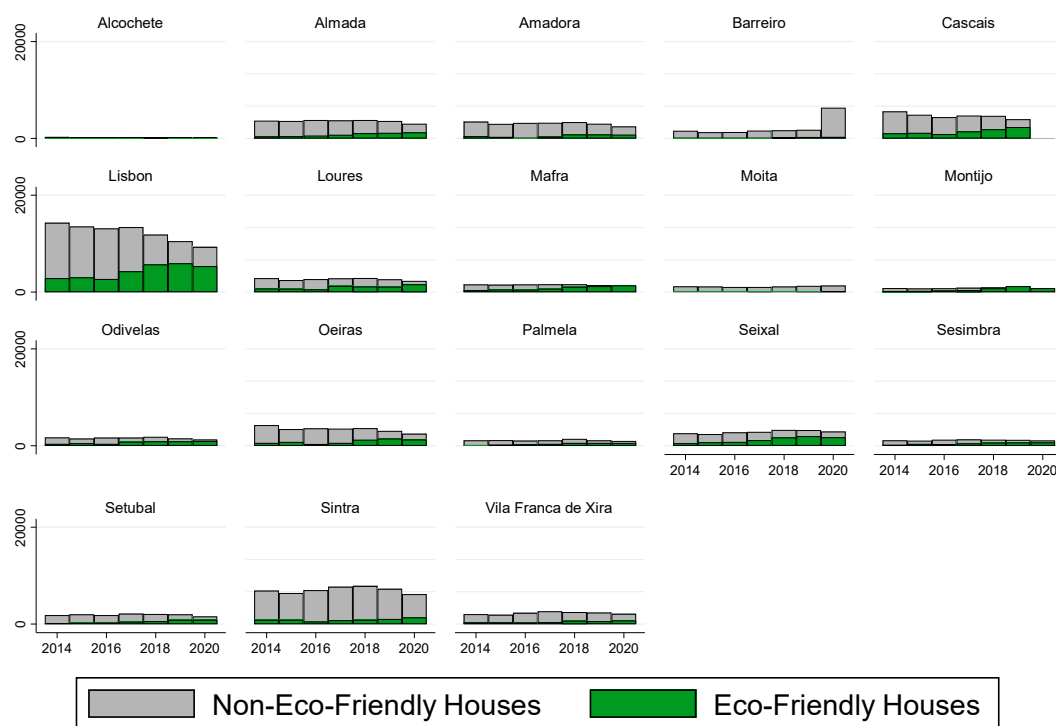 Alcochete Almada Amadora Barreiro Cascais
20000
0
Lisbon Loures Mafra Moita Montijo
20000
0
Odivelas Oeiras Palmela Seixal Sesimbra
20000
0
2014 2016 2018 2020 2014 2016 2018 2020
Setubal Sintra Vila Franca de Xira
20000
0
2014 2016 2018 2020 2014 2016 2018 2020 2014 2016 2018 2020
Non-Eco-Friendly Houses Eco-Friendly Houses